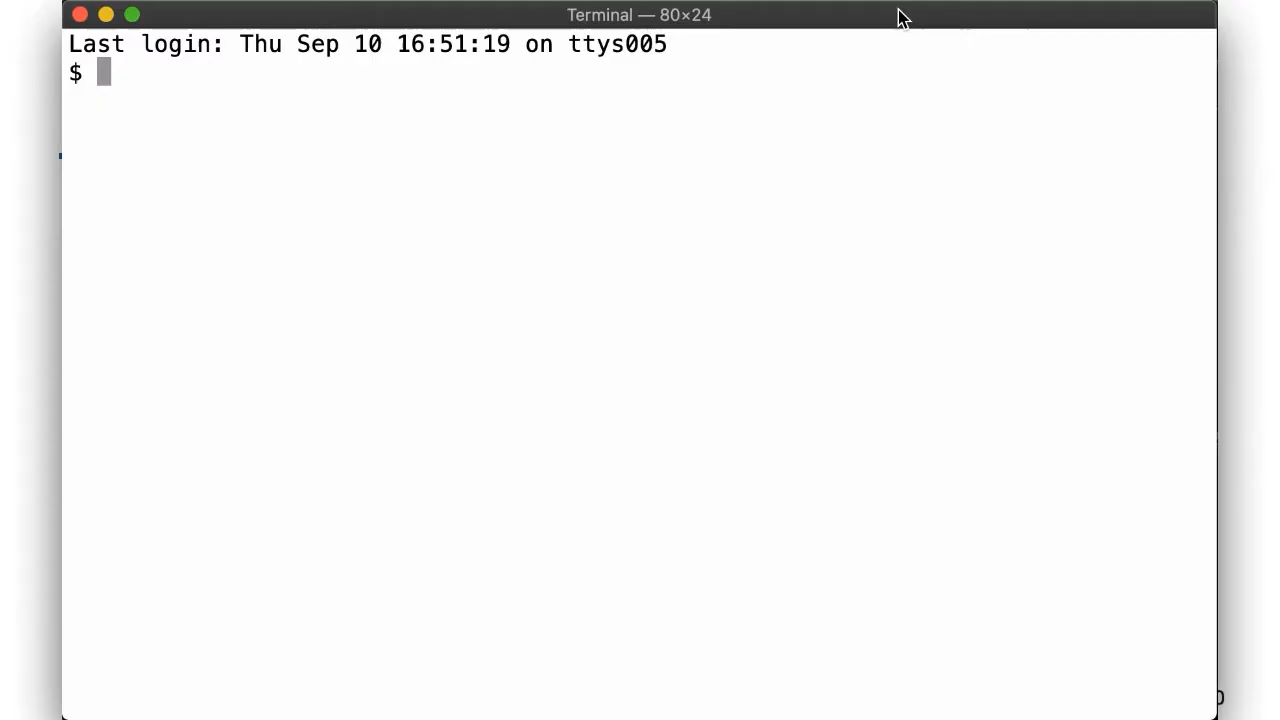 Terminal — 80×24
Last login: Thu Sep 10 16:51:19 on ttys005
$